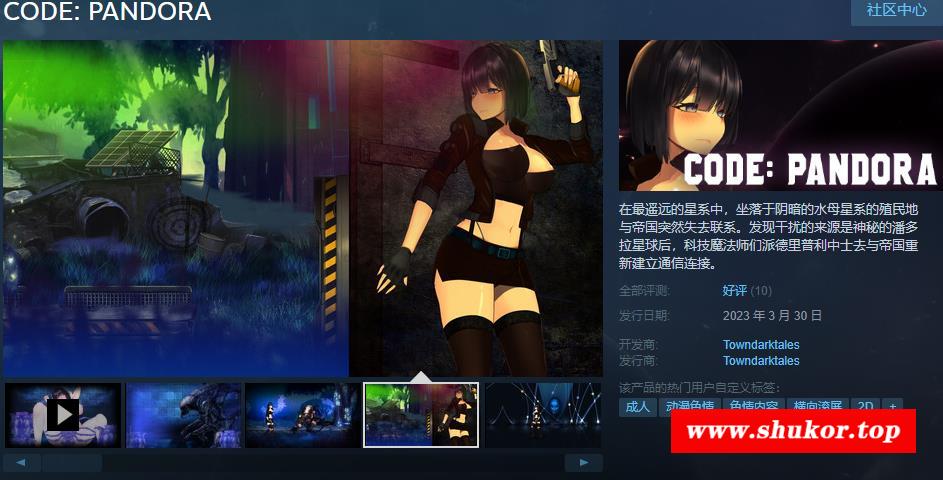 CODE: PANDORA
社区中心
CODE: PANDORA
在最遥远的星系中，坐落于阴暗的水母星系的殖民地
与帝国突然失去联系。发现干扰的来源是神秘的潘多
拉星球后，科技魔法师们派德里普利中士去与帝国重
新建立通信连接。
全部评测: 好评 (10)
发行日期: 2023 年 3 月 30 日
开发商: Towndarktales
发行商: Towndarktales
该产品的热门用户自定义标签：
成人 动漫色情 色情内容 横向滚屏 2D +
www.shukor.top